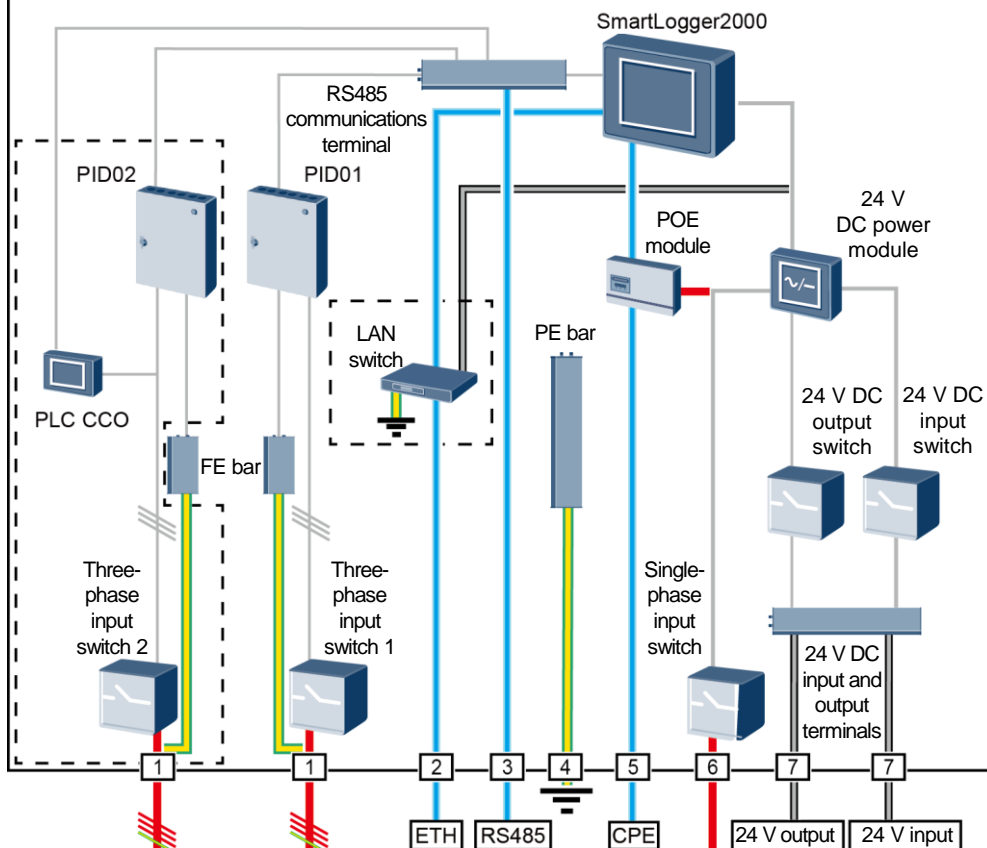 SmartLogger2000
RS485
communications
terminal
PID02
PID01
24 V
DC power
module
POE
module
LAN
switch
PE bar
PLC CCO
24 V DC
output
switch
24 V DC
input
switch
FE bar
Three-
phase
input
switch 2
Three-
phase
input
switch 1
Single-
phase
input
switch
24 V DC
input and
output
terminals
1
1
2
3
4
5
6
7
7
ETH
RS485
CPE
24 V output
24 V input